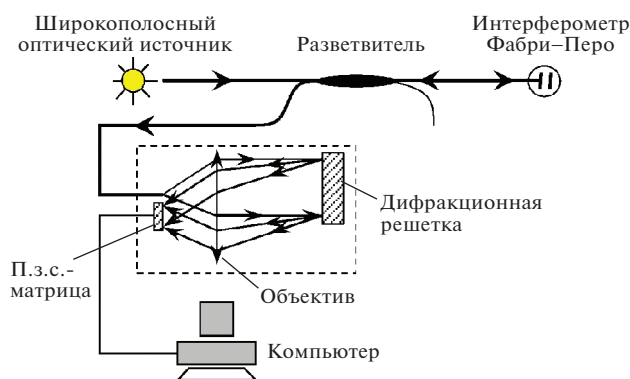 Широкополосный
оптический источник
Разветвитель
Интерферометр
Фабри–Перо
Дифракционная
решетка
П.з.с.-
матрица
Объектив
Компьютер